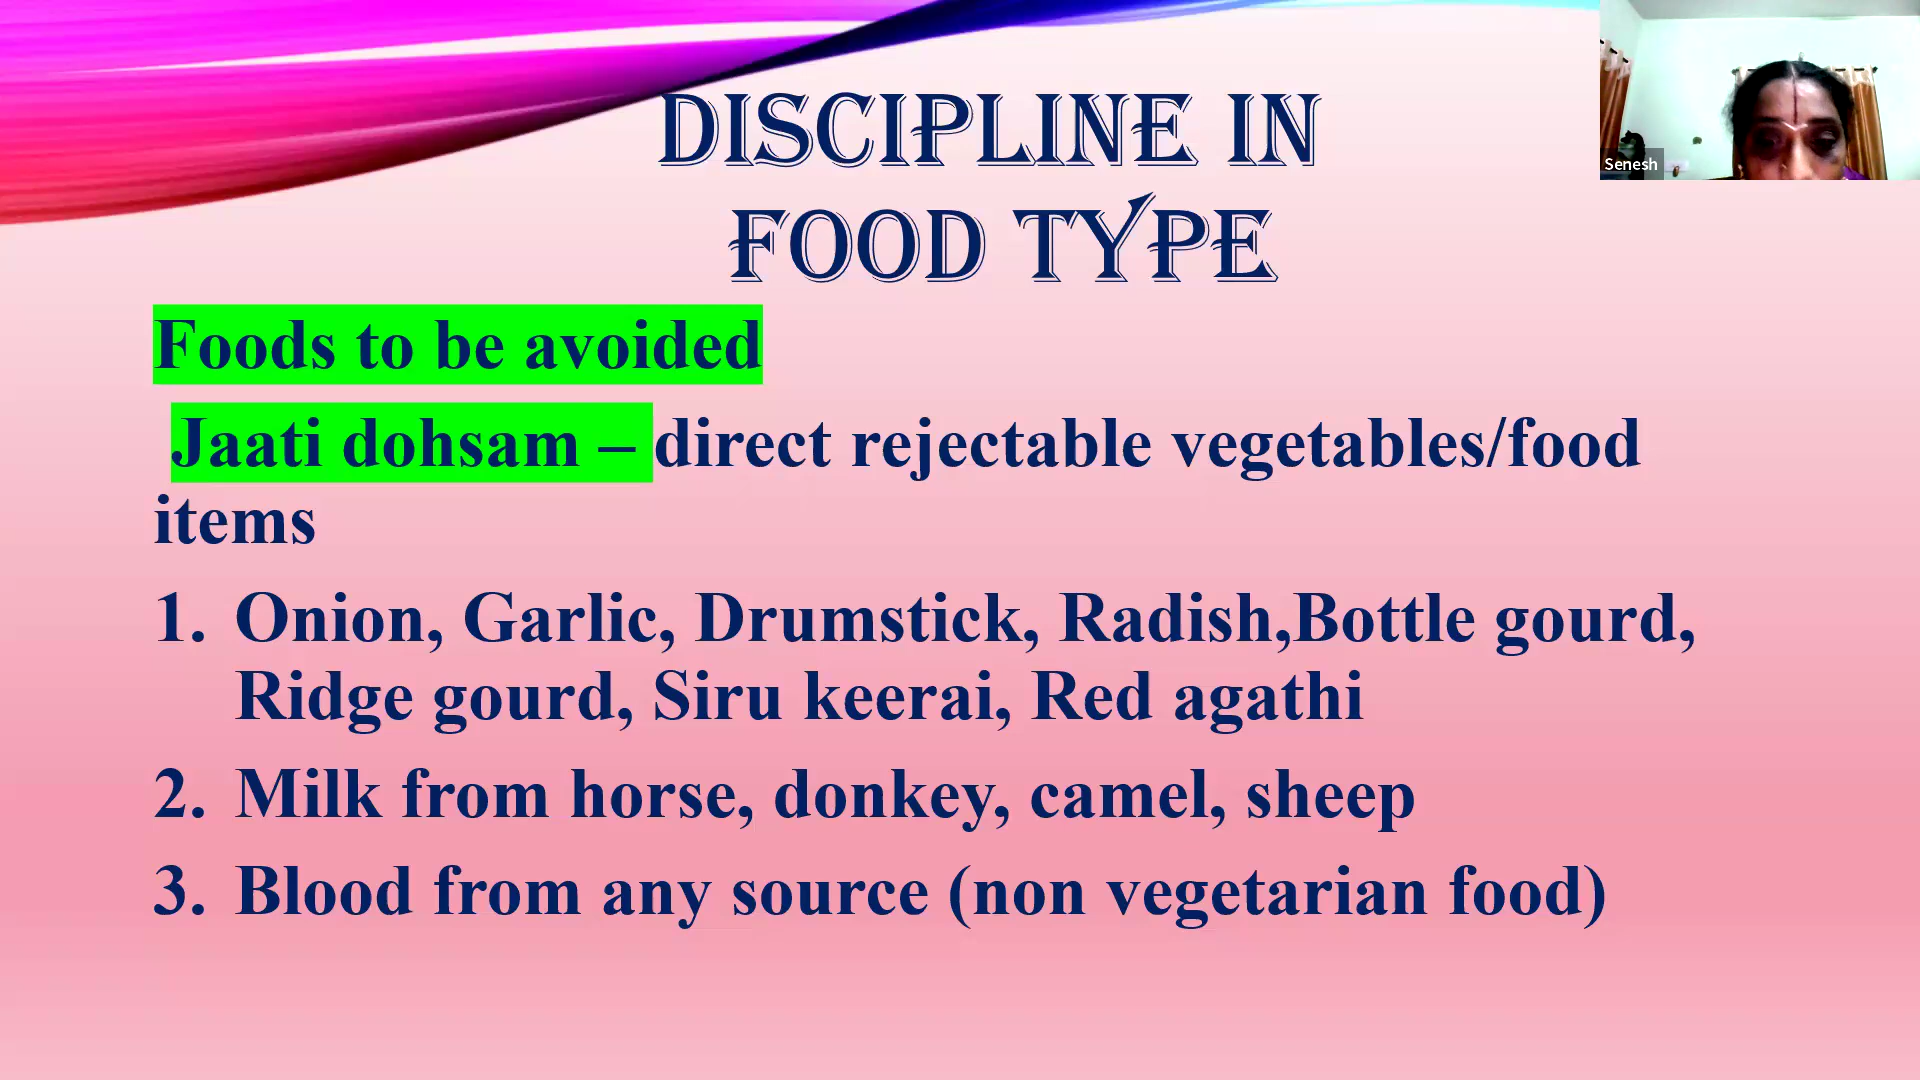 DISCIPLINE IN
FOOD TYPE
Senesh
Foods to be avoided
Jaati dohsam – direct rejectable vegetables/food
items
1. Onion, Garlic, Drumstick, Radish,Bottle gourd,
Ridge gourd, Siru keerai, Red agathi
2. Milk from horse, donkey, camel, sheep
3. Blood from any source (non vegetarian food)